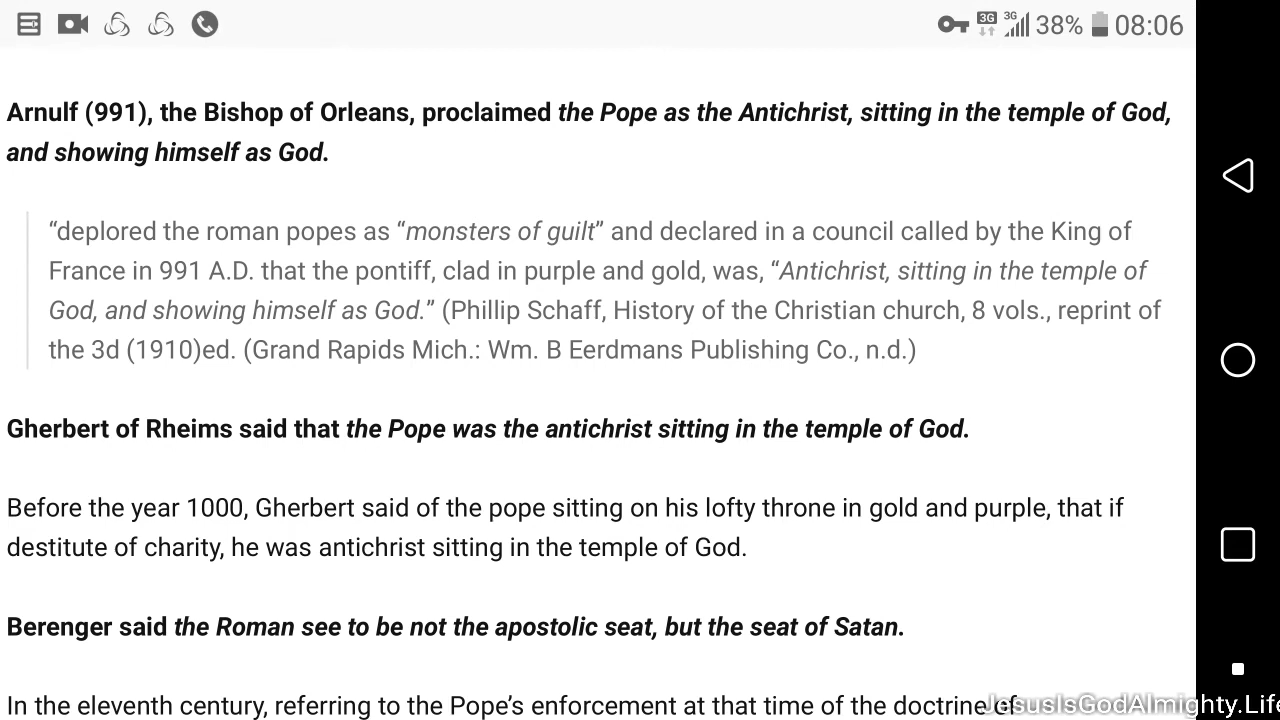 3G 3G 38% 08:06
Arnulf (991), the Bishop of Orleans, proclaimed the Pope as the Antichrist, sitting in the temple of God,
and showing himself as God.
“deplored the roman popes as “monsters of guilt” and declared in a council called by the King of
France in 991 A.D. that the pontiff, clad in purple and gold, was, “Antichrist, sitting in the temple of
God, and showing himself as God.” (Phillip Schaff, History of the Christian church, 8 vols., reprint of
the 3d (1910)ed. (Grand Rapids Mich.: Wm. B Eerdmans Publishing Co., n.d.)
Gherbert of Rheims said that the Pope was the antichrist sitting in the temple of God.
Before the year 1000, Gherbert said of the pope sitting on his lofty throne in gold and purple, that if
destitute of charity, he was antichrist sitting in the temple of God.
Berenger said the Roman see to be not the apostolic seat, but the seat of Satan.
In the eleventh century, referring to the Pope’s enforcement at that time of the doctrine of
JesusIsGodAlmighty.Life